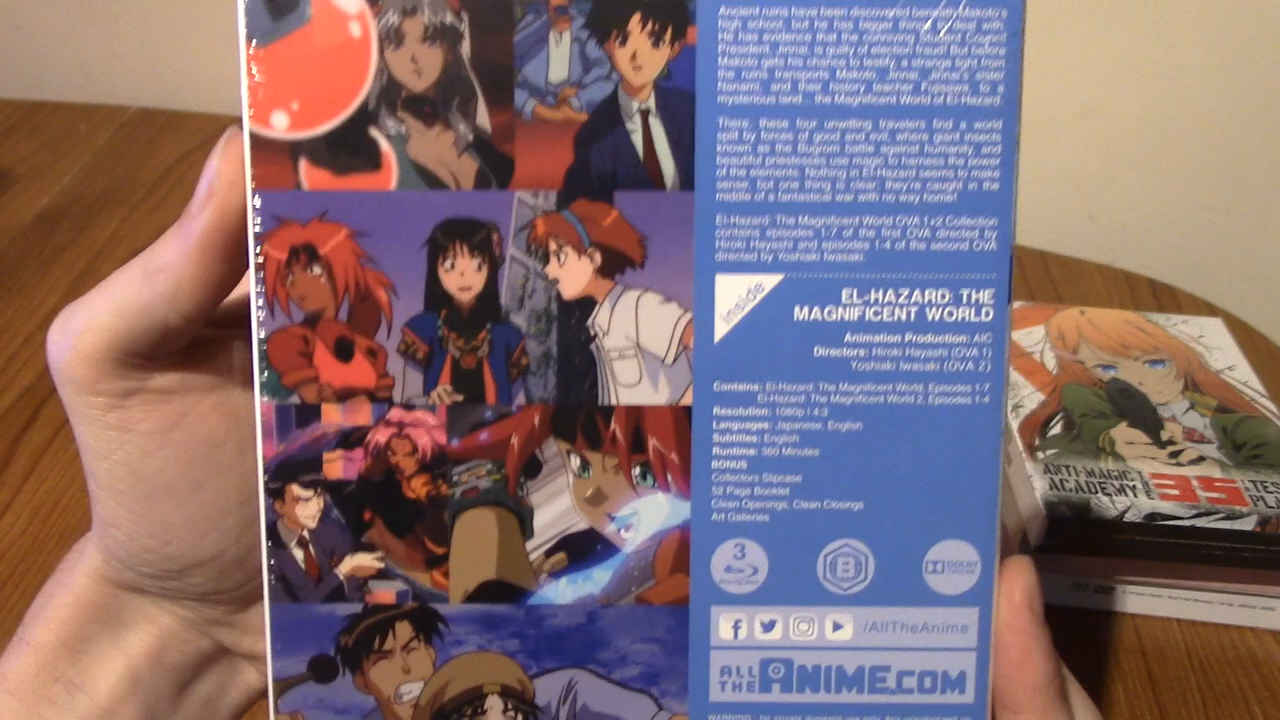 Ancient ruins have been discovered beneath Makoto's
high school, but he has bigger things to deal with.
He has evidence that the conniving Student Council
President, Jinnai, is guilty of election fraud! But before
Makoto gets his chance to testify, a strange light from
the ruins transports Makoto, Jinnai, Jinnai's sister
Nanami, and their history teacher Fujisawa, to a
mysterious land... the Magnificent World of El-Hazard.
There, these four unwitting travelers find a world
split by forces of good and evil, where giant insects
known as the Bugrom battle against humanity, and
beautiful priestesses use magic to harness the power
of the elements. Nothing in El-Hazard seems to make
sense, but one thing is clear: they're caught in the
middle of a fantastical war with no way home!
El-Hazard: The Magnificent World OVA 1+2 Collection
contains episodes 1-7 of the first OVA directed by
Hiroki Hayashi and episodes 1-4 of the second OVA
directed by Yoshiaki Iwasaki.
inside
EL-HAZARD: THE
MAGNIFICENT WORLD
Animation Production: AIC
Directors: Hiroki Hayashi (OVA 1)
Yoshiaki Iwasaki (OVA 2)
Contains: El-Hazard: The Magnificent World, Episodes 1-7
El-Hazard: The Magnificent World 2, Episodes 1-4
Resolution: 1080p | 4:3
Languages: Japanese, English
Subtitles: English
Runtime: 360 Minutes
BONUS
Collectors Slipcase
52 Page Booklet
Clean Openings, Clean Closings
Art Galleries
3
B
DOLBY
/AllTheAnime
ALL THE ANIME.COM
ANTI-MAGIC
ACADEMY THE 35 TES
PL